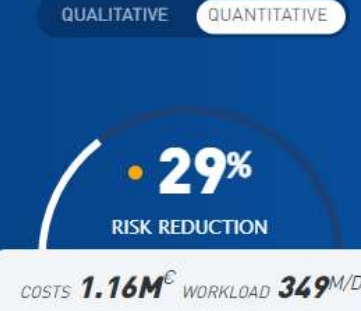 QUALITATIVE QUANTITATIVE
29%
RISK REDUCTION
COSTS 1.16M€ WORKLOAD 349M/D